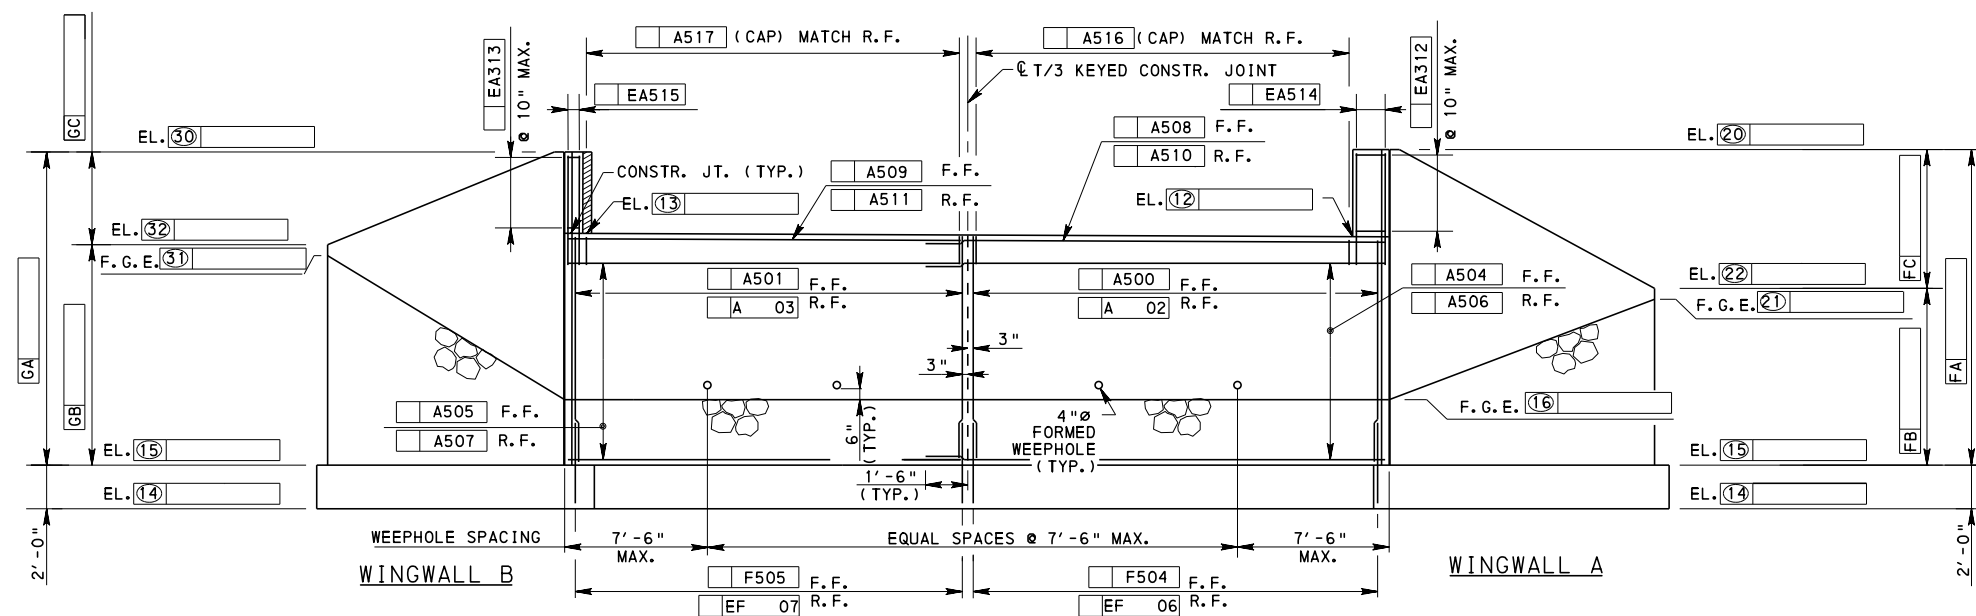 A517 (CAP) MATCH R.F.
A516 (CAP) MATCH R.F.
℄ T/3 KEYED CONSTR. JOINT
GC
EA313
@ 10" MAX.
EA515
EA514
EA312
@ 10" MAX.
EL. 30
EL. 20
A508 F.F.
A510 R.F.
CONSTR. JT. (TYP.)
A509 F.F.
A511 R.F.
EL. 13
EL. 12
EL. 32
F.G.E. 31
FC
EL. 22
F.G.E. 21
A501 F.F.
A 03 R.F.
A500 F.F.
A 02 R.F.
A504 F.F.
A506 R.F.
GA
GB
FA
FB
3"
3"
A505 F.F.
A507 R.F.
6"
(TYP.)
4"Ø
FORMED
WEEPHOLE
(TYP.)
F.G.E. 16
EL. 15
EL. 15
1'-6"
(TYP.)
EL. 14
EL. 14
2'-0"
2'-0"
WEEPHOLE SPACING
7'-6"
MAX.
EQUAL SPACES @ 7'-6" MAX.
7'-6"
MAX.
WINGWALL B
WINGWALL A
F505 F.F.
EF 07 R.F.
F504 F.F.
EF 06 R.F.